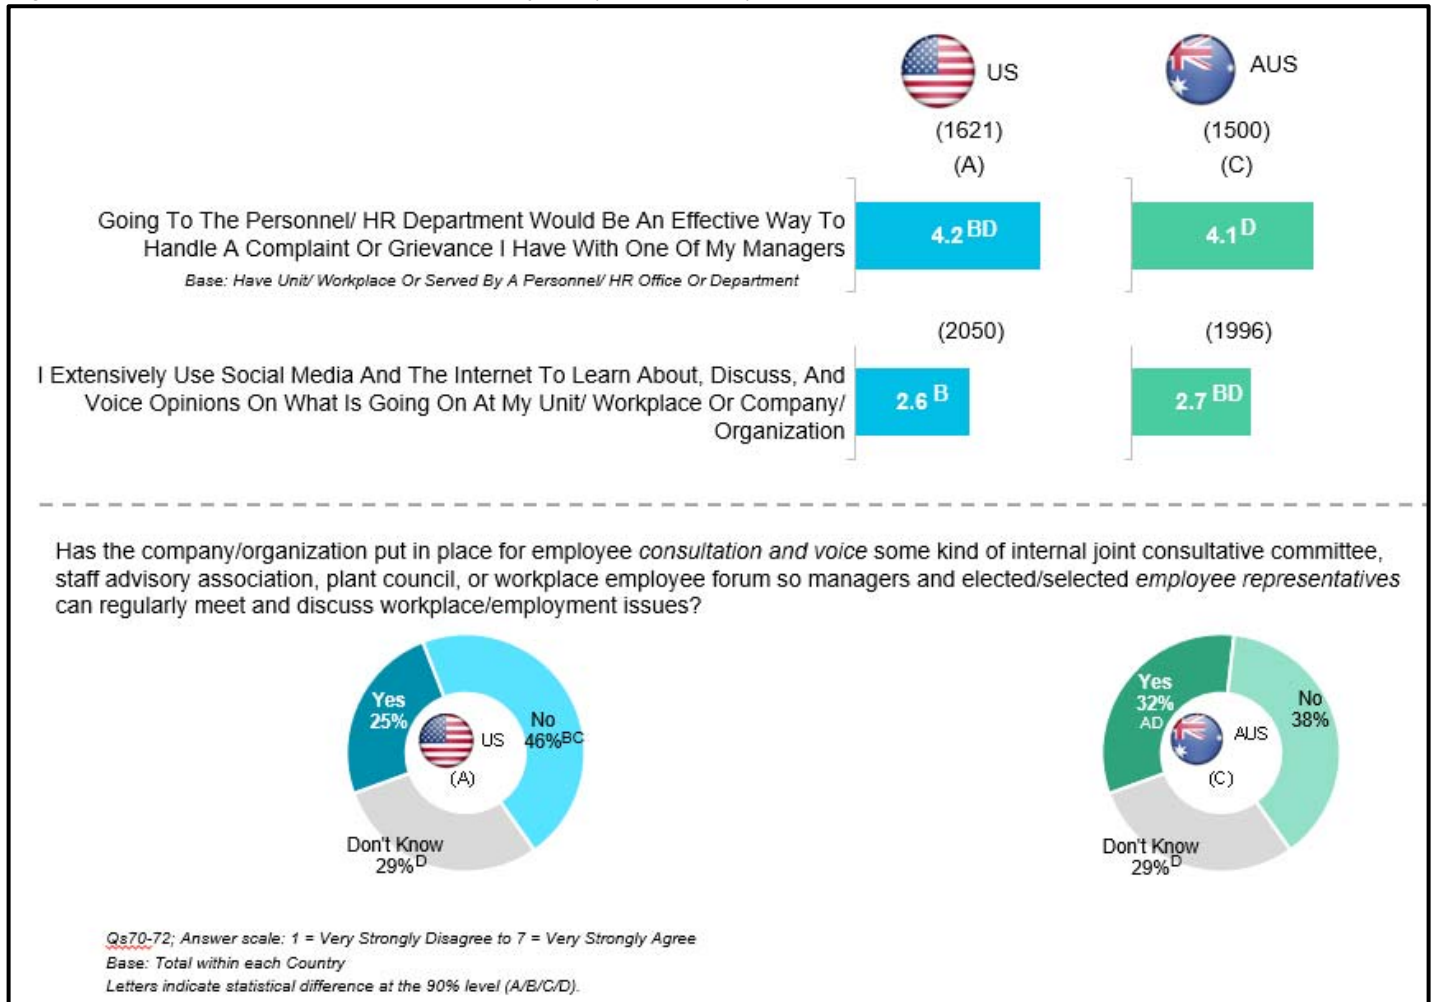 US
AUS
(1621)
(1500)
(A)
(C)
Going To The Personnel/ HR Department Would Be An Effective Way To
Handle A Complaint Or Grievance I Have With One Of My Managers
Base: Have Unit/ Workplace Or Served By A Personnel/ HR Office Or Department
4.2 BD
4.1 D
(2050)
(1996)
I Extensively Use Social Media And The Internet To Learn About, Discuss, And
Voice Opinions On What Is Going On At My Unit/ Workplace Or Company/
Organization
2.6 B
2.7 BD
Has the company/organization put in place for employee consultation and voice some kind of internal joint consultative committee,
staff advisory association, plant council, or workplace employee forum so managers and elected/selected employee representatives
can regularly meet and discuss workplace/employment issues?
Yes
25%
No
46%BC
US
(A)
Don't Know
29%D
Yes
32%
AD
No
38%
AUS
(C)
Don't Know
29%D
Qs70-72; Answer scale: 1 = Very Strongly Disagree to 7 = Very Strongly Agree
Base: Total within each Country
Letters indicate statistical difference at the 90% level (A/B/C/D).